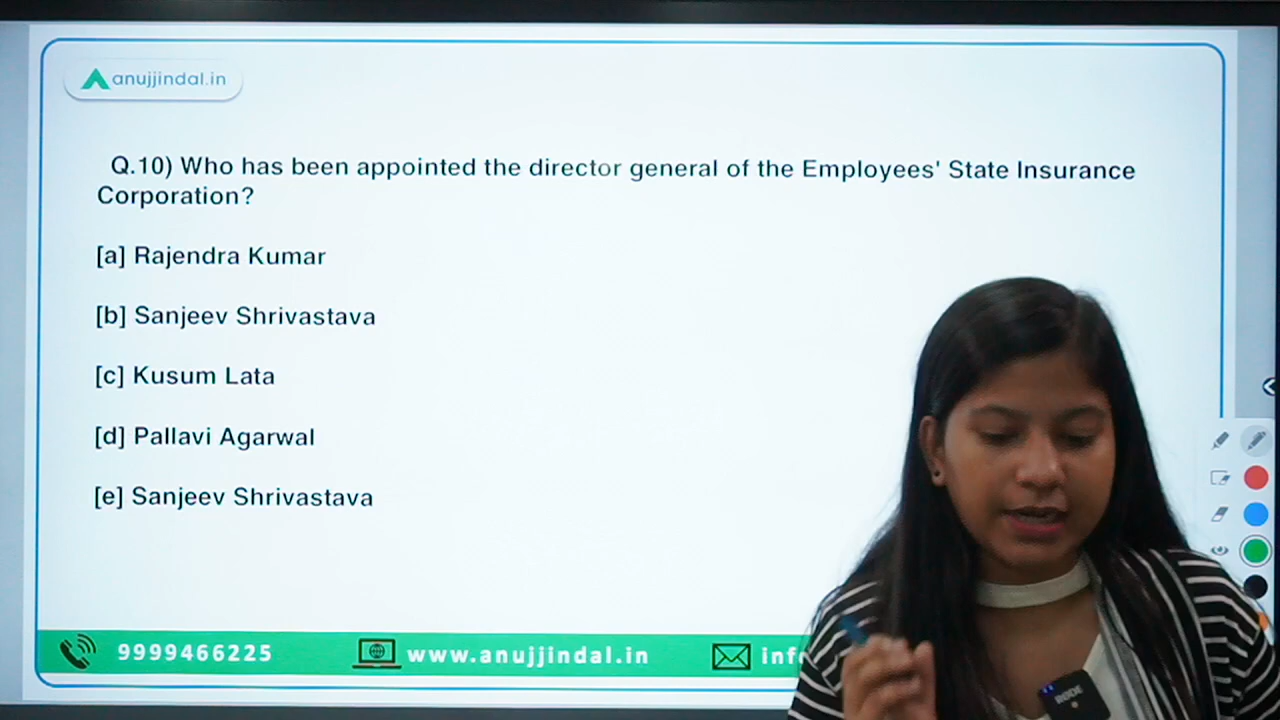 anujjindal.in
Q.10) Who has been appointed the director general of the Employees' State Insurance
Corporation?
[a] Rajendra Kumar
[b] Sanjeev Shrivastava
[c] Kusum Lata
[d] Pallavi Agarwal
[e] Sanjeev Shrivastava
9999466225
www.anujjindal.in
RODE